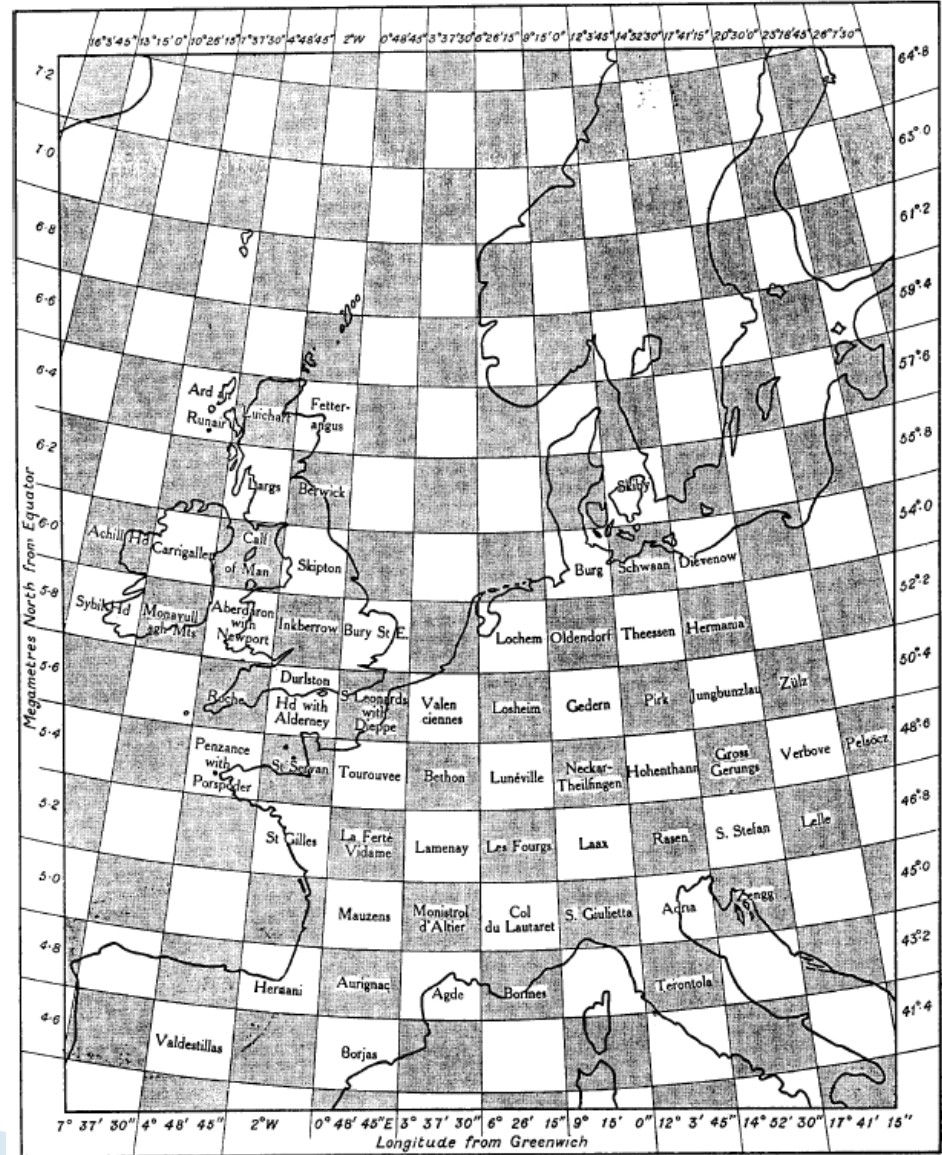 16°3'45" 13°15'0" 10°26'15" 7°37'30" 4°48'45" 2°W 0°48'45" 3°37'30" 6°26'15" 9°15'0" 12°3'45" 14°52'30" 17°41'15" 20°30'0" 23°18'45" 26°7'30"
7·2
7·0
6·8
6·6
6·4
6·2
6·0
5·8
5·6
5·4
5·2
5·0
4·8
4·6
Megametres North from Equator
64°·8
63°·0
61°·2
59°·4
57°·6
55°·8
54°·0
52°·2
50°·4
48°·6
46°·8
45°·0
43°·2
41°·4
Ard an
Runair
uichart
Fetter-
angus
Largs
Berwick
Skiby
Achill Hd
Carrigallen
Calf
of Man
Skipton
Burg
Schwaan
Dievenow
Sybil Hd
Monavull
agh Mts
Aberdaron
with
Newport
Inkberrow
Bury St E.
Lochem
Oldendorf
Theessen
Hermania
Roche
Durlston
Hd with
Alderney
S Leonards
with
Dieppe
Valen
ciennes
Losheim
Gedern
Pirk
Jungbunzlau
Zülz
Penzance
with
Porspoder
St Servan
Tourouvee
Bethon
Lunéville
Neckar-
Theilfingen
Hohenthann
Gross
Gerungs
Verbove
Pelsöcz
St Gilles
La Ferté
Vidame
Lamenay
Les Fourgs
Laax
Rasen
S. Stefan
Lelle
Mauzens
Monistrol
d'Altier
Col
du Lautaret
S. Giulietta
Adria
engg
Hernani
Aurignac
Agde
Bormes
Terontola
Valdestillas
Borjas
7° 37' 30" 4° 48' 45" 2°W 0° 48' 45"E 3° 37' 30" 6° 26' 15" 9° 15' 0" 12° 3' 45" 14° 52' 30" 17° 41' 15"
Longitude from Greenwich